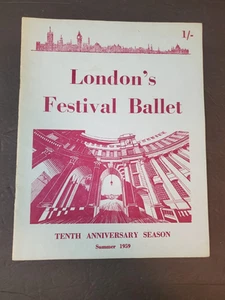 1/-
London's
Festival Ballet
TENTH ANNIVERSARY SEASON
Summer 1959